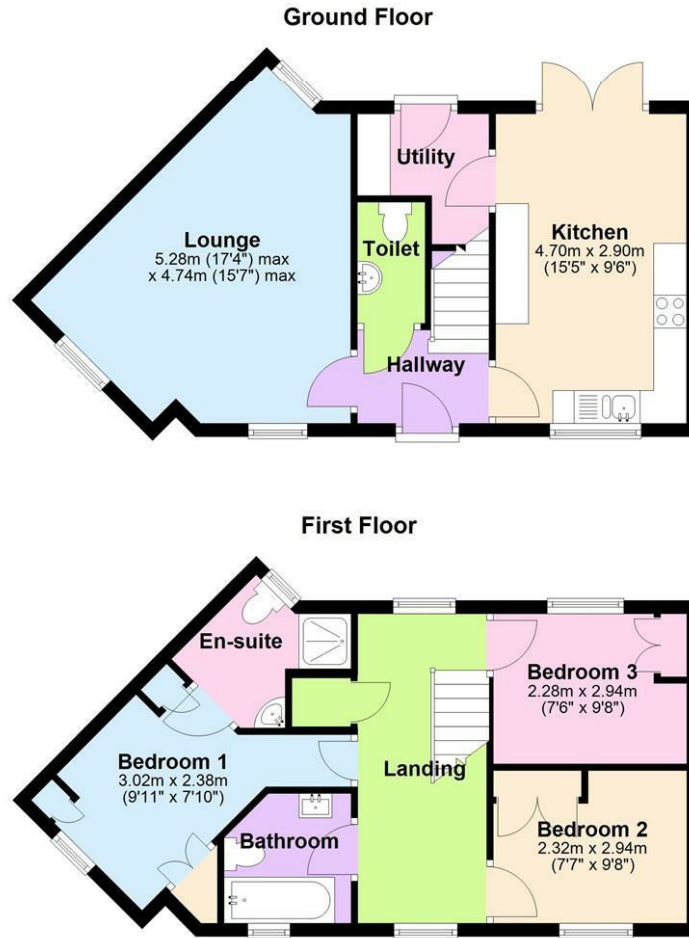 Ground Floor
Utility
Lounge
5.28m (17'4") max
x 4.74m (15'7") max
Toilet
Kitchen
4.70m x 2.90m
(15'5" x 9'6")
Hallway
First Floor
En-suite
Bedroom 3
2.28m x 2.94m
(7'6" x 9'8")
Bedroom 1
3.02m x 2.38m
(9'11" x 7'10")
Landing
Bathroom
Bedroom 2
2.32m x 2.94m
(7'7" x 9'8")